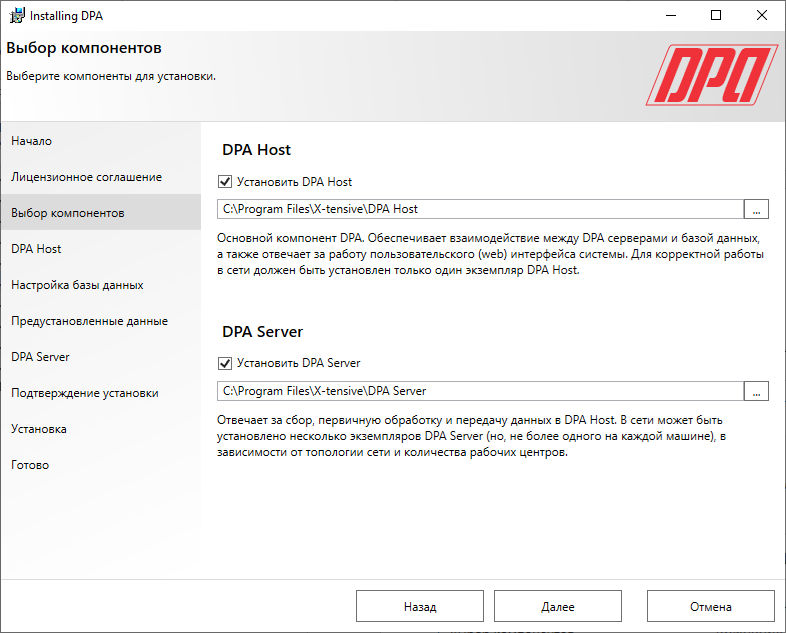 Installing DPA
Выбор компонентов
Выберите компоненты для установки.
DPA
Начало
Лицензионное соглашение
Выбор компонентов
DPA Host
Настройка базы данных
Предустановленные данные
DPA Server
Подтверждение установки
Установка
Готово
DPA Host
Установить DPA Host
C:\Program Files\X-tensive\DPA Host
...
Основной компонент DPA. Обеспечивает взаимодействие между DPA серверами и базой данных,
а также отвечает за работу пользовательского (web) интерфейса системы. Для корректной работы
в сети должен быть установлен только один экземпляр DPA Host.
DPA Server
Установить DPA Server
C:\Program Files\X-tensive\DPA Server
...
Отвечает за сбор, первичную обработку и передачу данных в DPA Host. В сети может быть
установлено несколько экземпляров DPA Server (но, не более одного на каждой машине), в
зависимости от топологии сети и количества рабочих центров.
Назад
Далее
Отмена